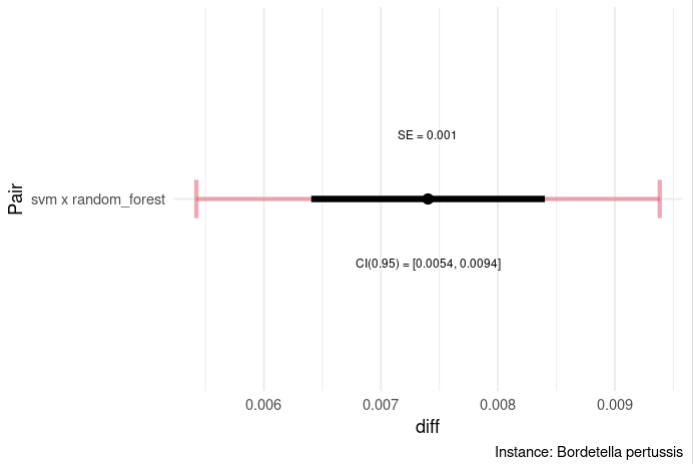 SE = 0.001
Pair
svm x random_forest
CI(0.95) = [0.0054, 0.0094]
0.006
0.007
0.008
0.009
diff
Instance: Bordetella pertussis